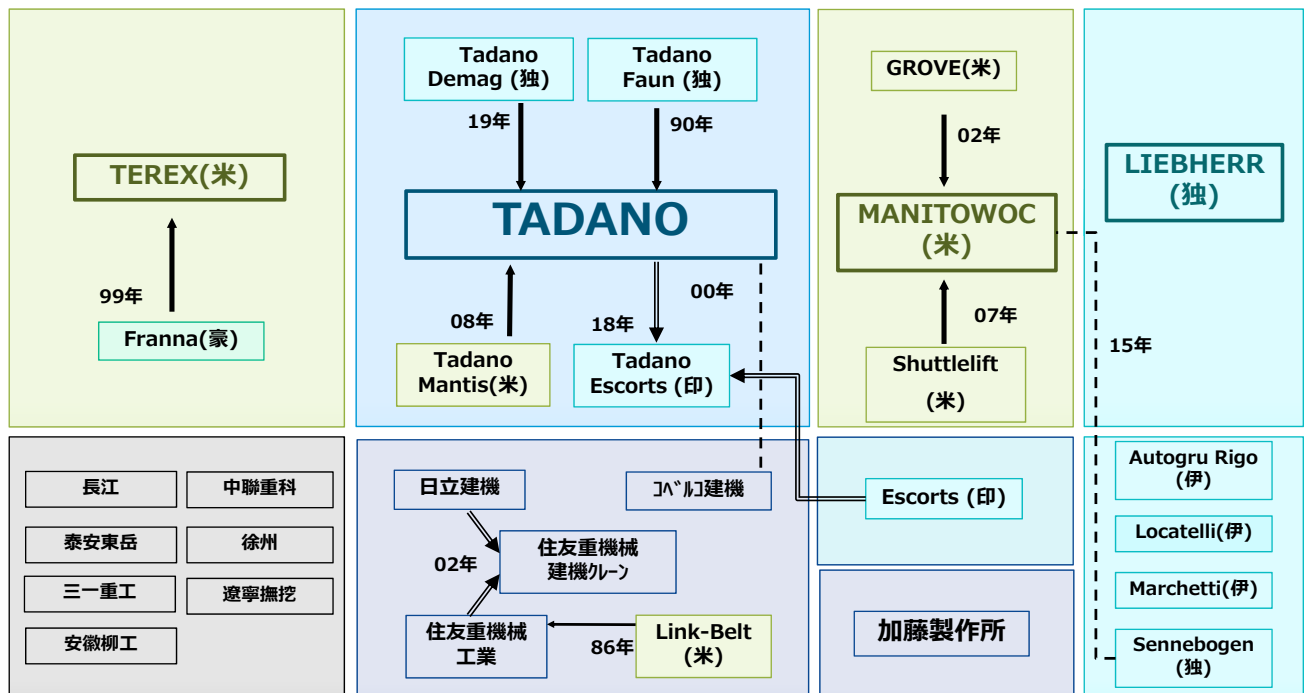 TEREX(米)
99年
Franna(豪)
Tadano
Demag (独)
Tadano
Faun (独)
19年
90年
TADANO
00年
08年
18年
Tadano
Mantis(米)
Tadano
Escorts (印)
GROVE(米)
02年
MANITOWOC
(米)
07年
Shuttlelift
(米)
LIEBHERR
(独)
15年
長江
中聯重科
泰安東岳
徐州
三一重工
遼寧撫挖
安徽柳工
日立建機
コベルコ建機
02年
住友重機械
建機クレーン
住友重機械
工業
86年
Link-Belt
(米)
Escorts (印)
加藤製作所
Autogru Rigo
(伊)
Locatelli(伊)
Marchetti(伊)
Sennebogen
(独)